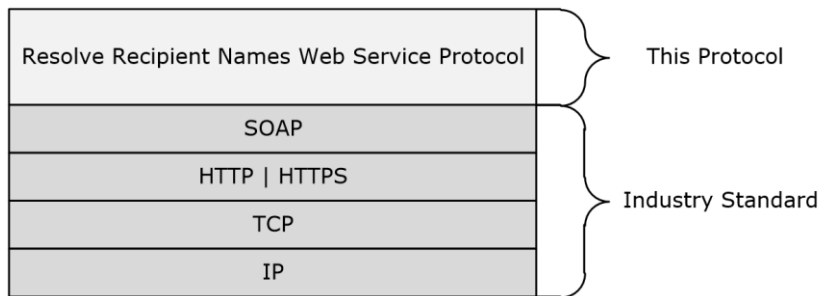 Resolve Recipient Names Web Service Protocol
This Protocol
SOAP
HTTP | HTTPS
TCP
IP
Industry Standard